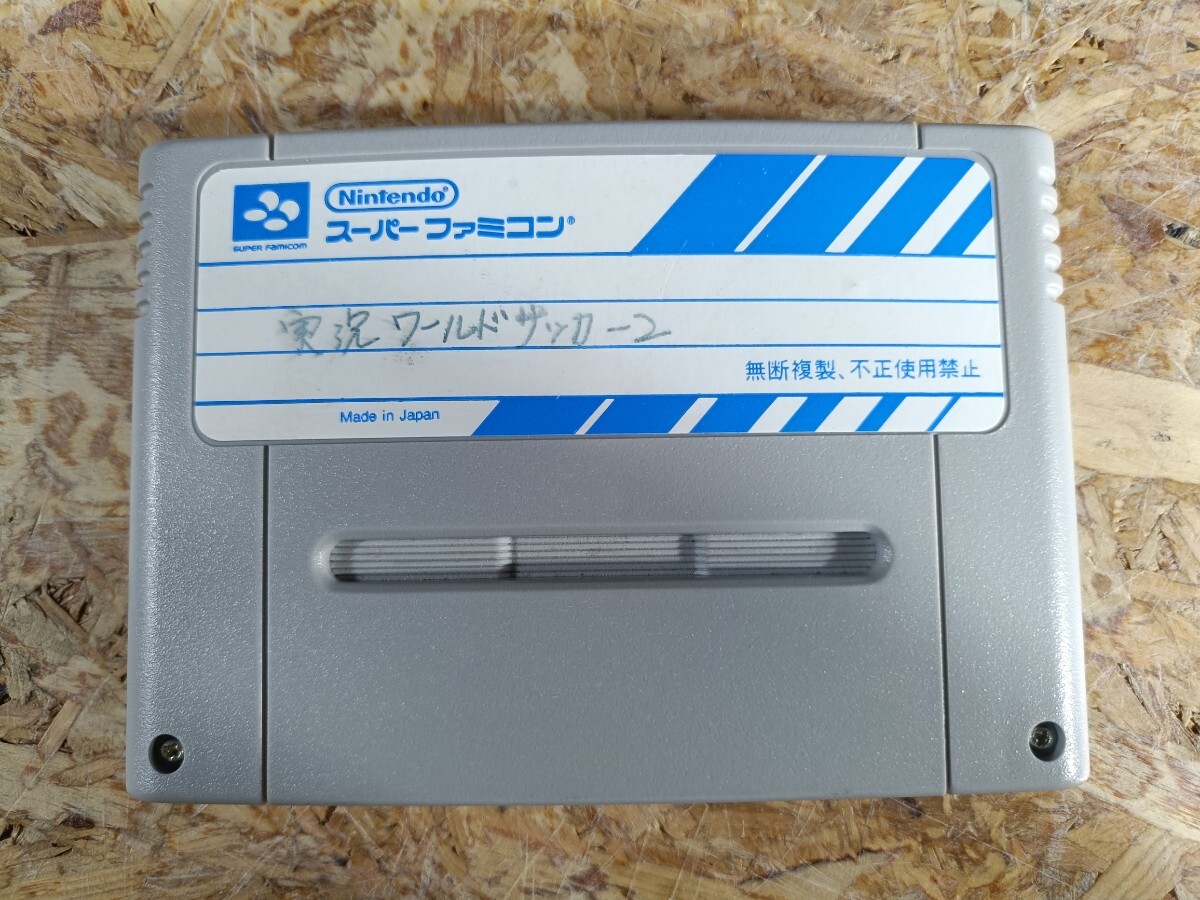 Nintendo®
SUPER FAMICOM
スーパーファミコン®
実況ワールドサッカー2
無断複製、不正使用禁止
Made in Japan